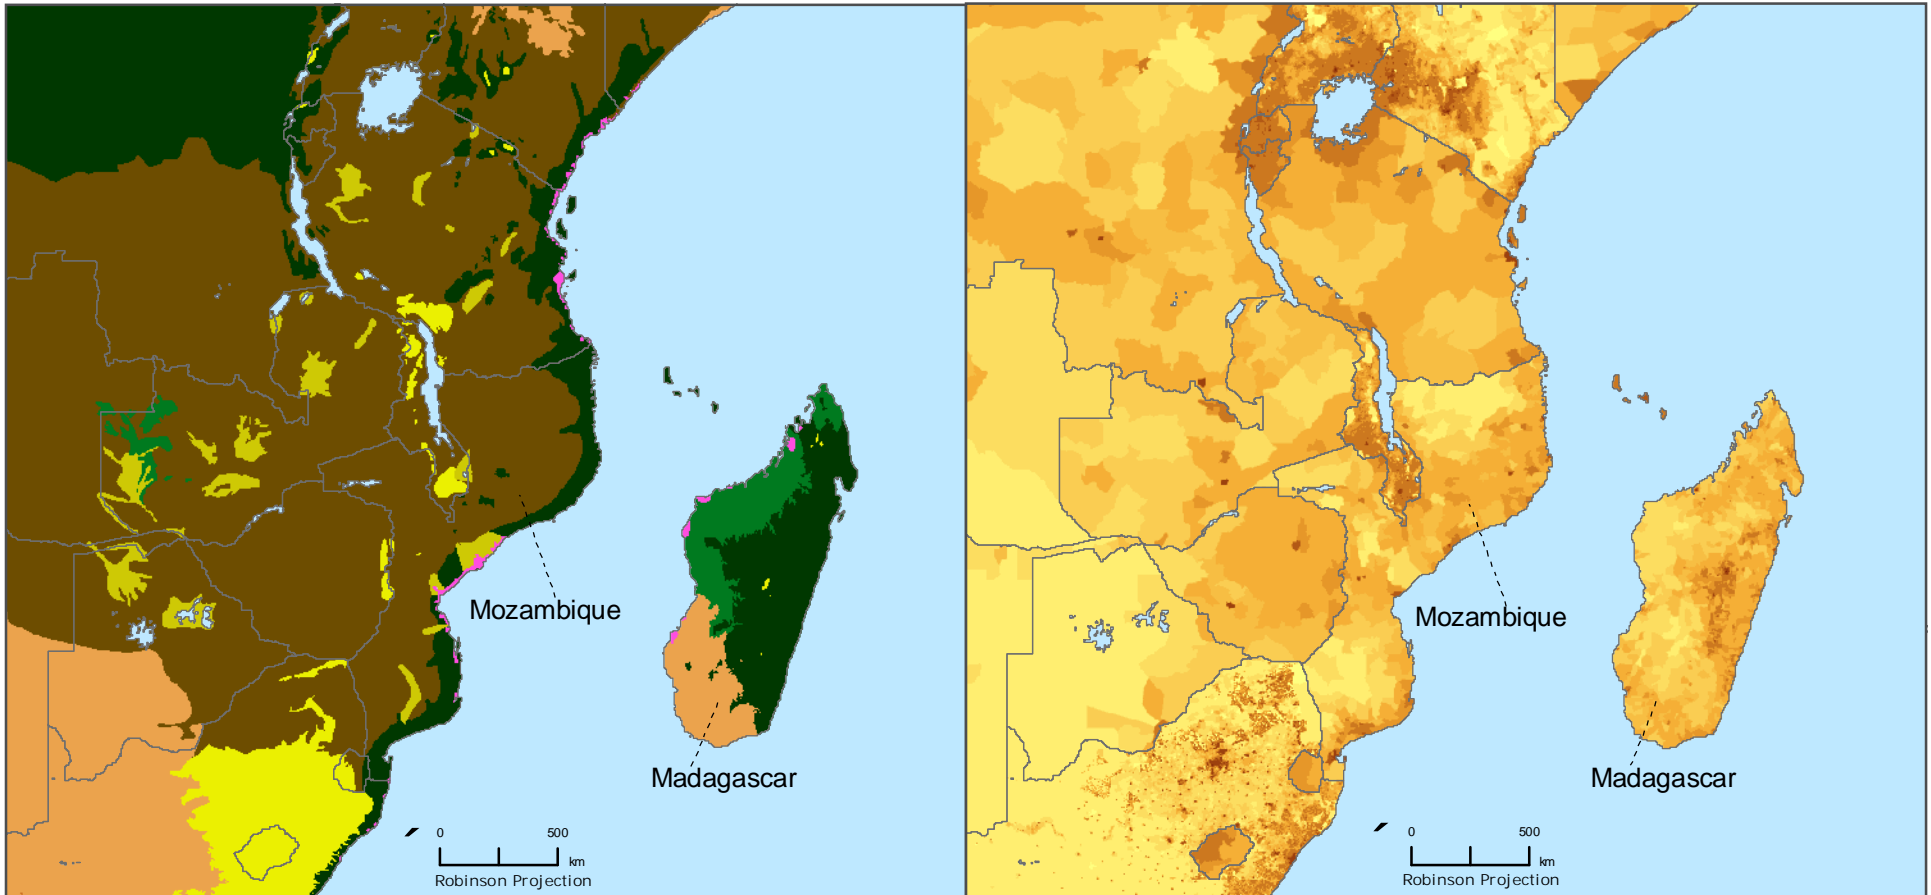 Mozambique
Madagascar
0 500
km
Robinson Projection
Mozambique
Madagascar
0 500
km
Robinson Projection